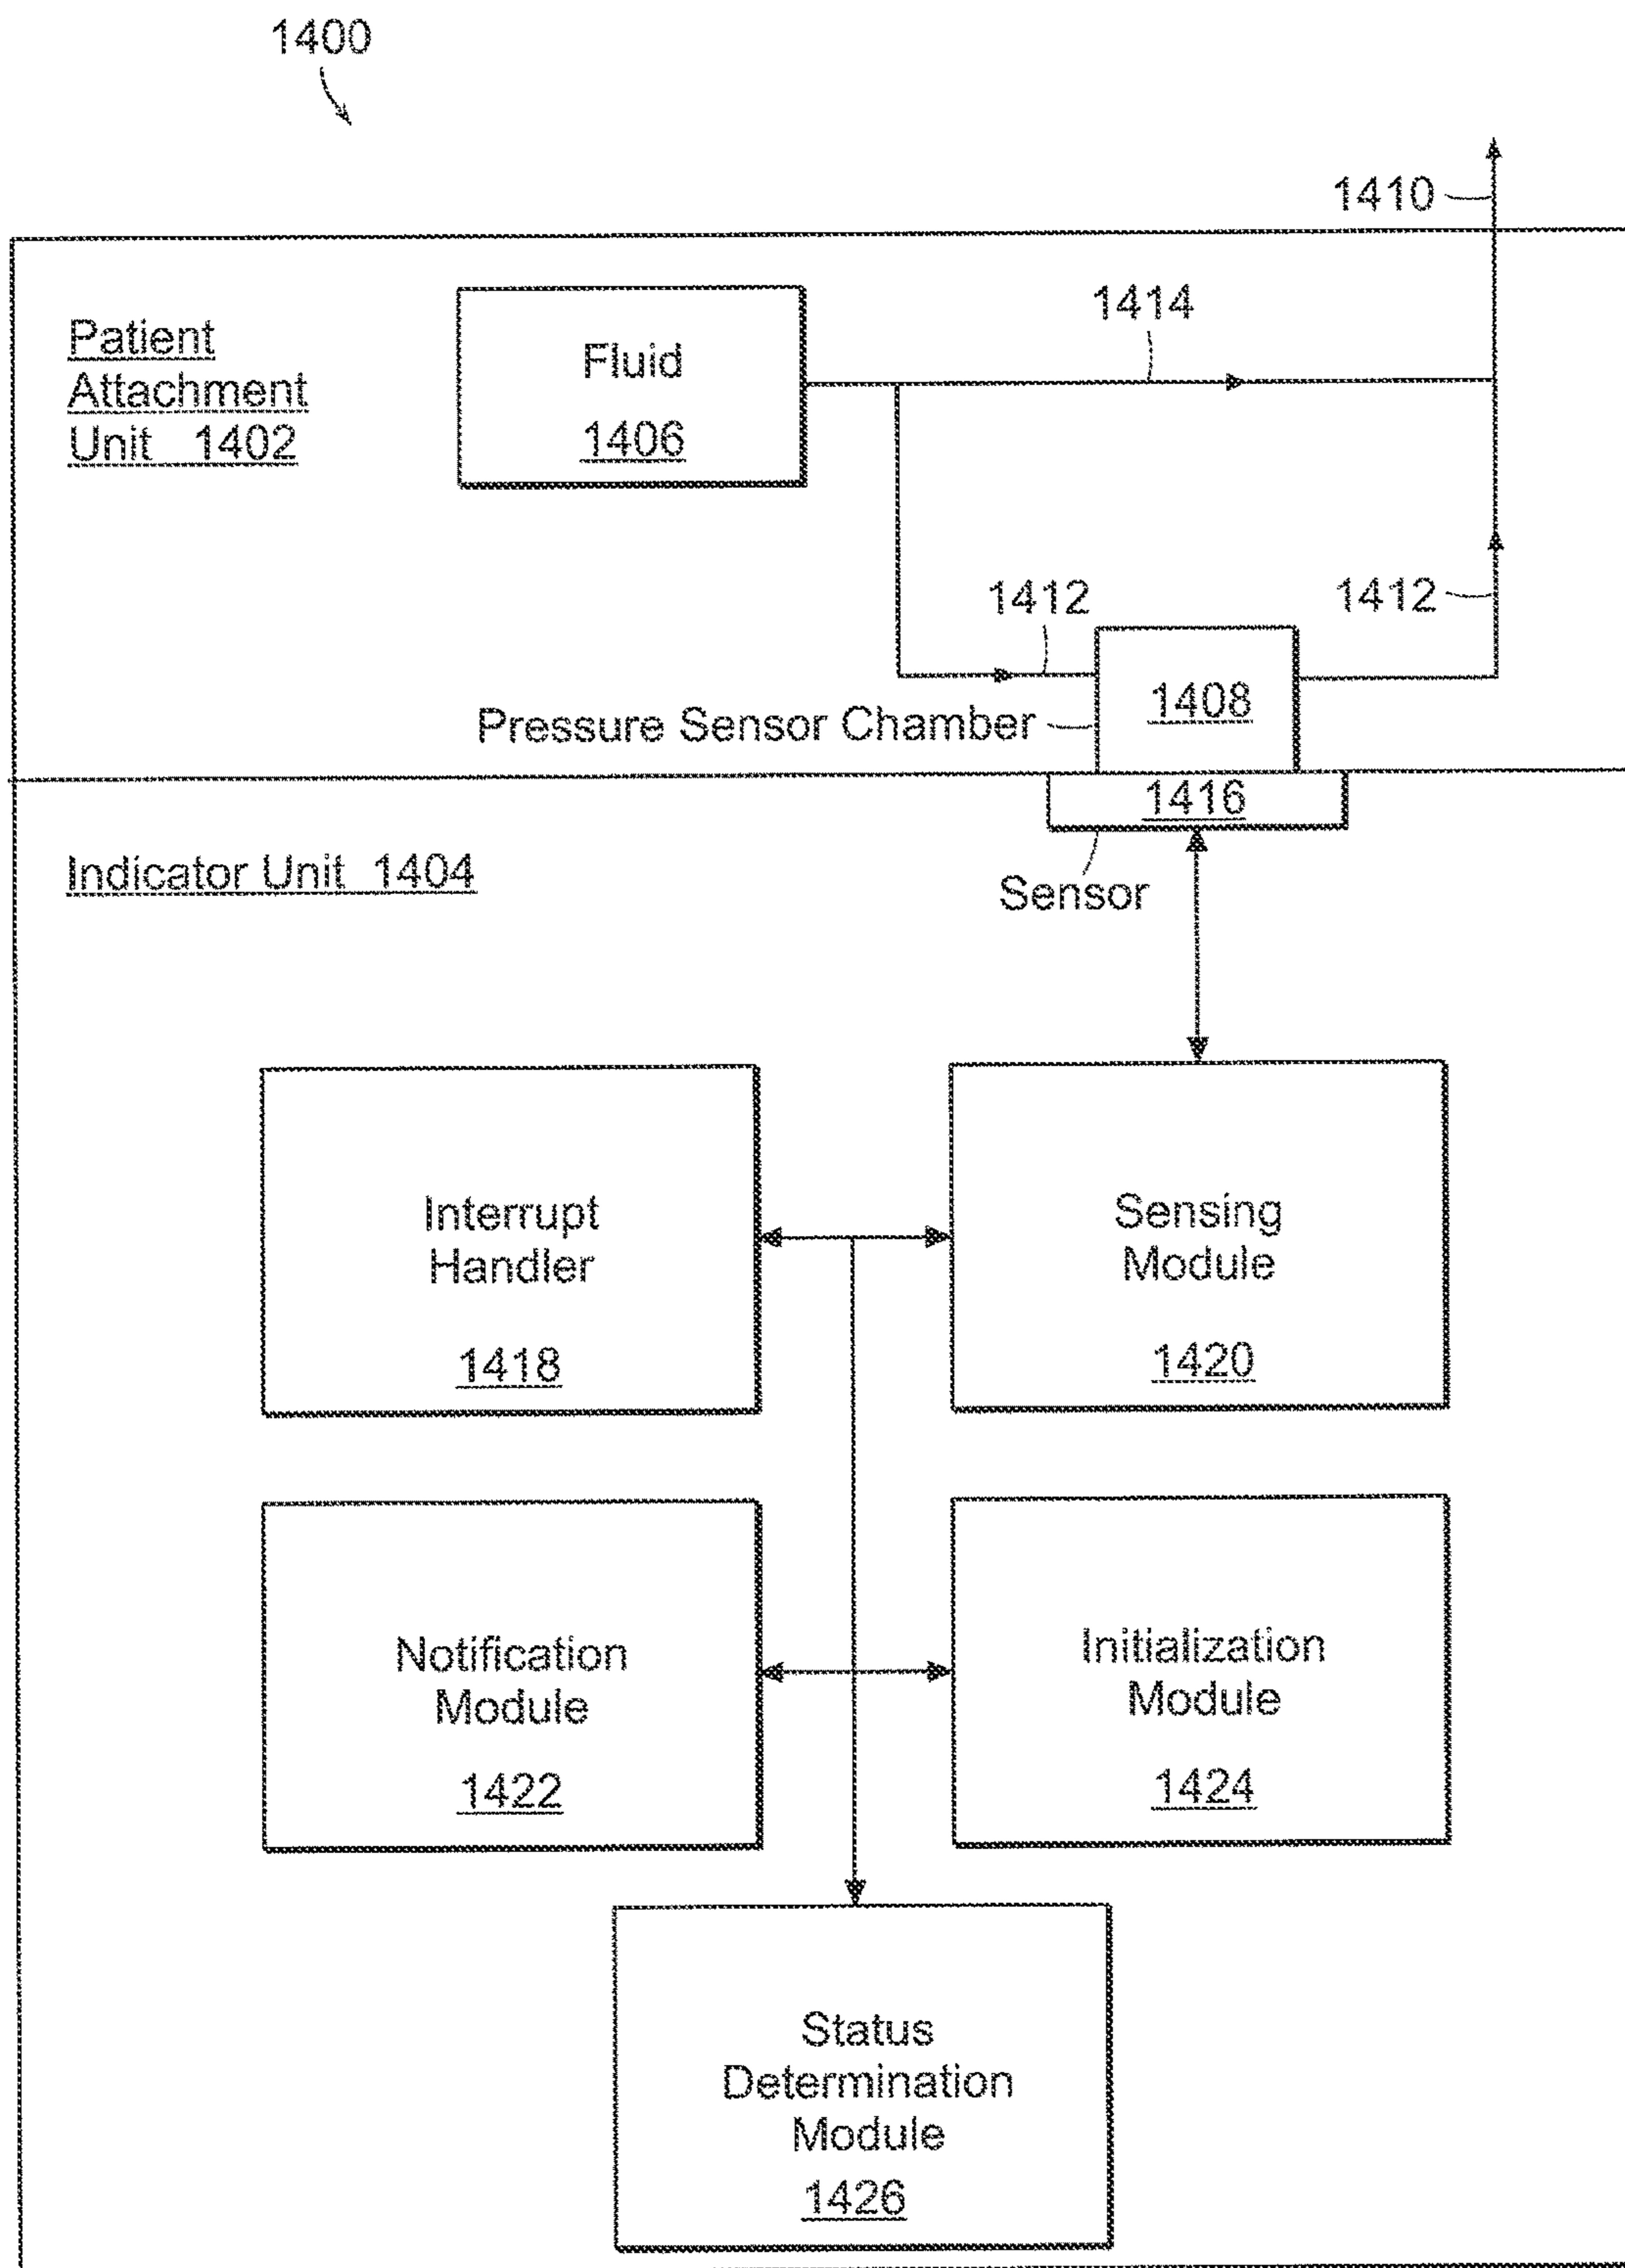 1400
1410
Patient
Attachment
Unit 1402
Fluid
1406
1414
1412
1412
Pressure Sensor Chamber
1408
1416
Indicator Unit 1404
Sensor
Interrupt
Handler
1418
Sensing
Module
1420
Notification
Module
1422
Initialization
Module
1424
Status
Determination
Module
1426